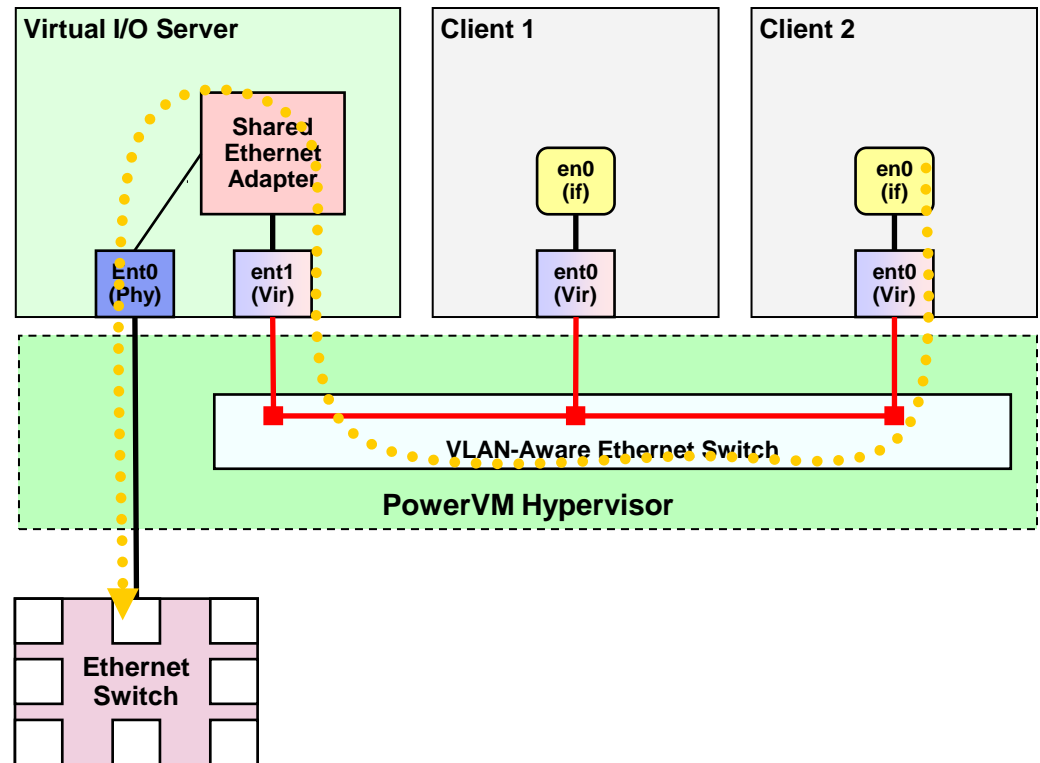 Virtual I/O Server
Client 1
Client 2
Shared
Ethernet
Adapter
en0
(if)
en0
(if)
Ent0
(Phy)
ent1
(Vir)
ent0
(Vir)
ent0
(Vir)
VLAN-Aware Ethernet Switch
PowerVM Hypervisor
Ethernet
Switch